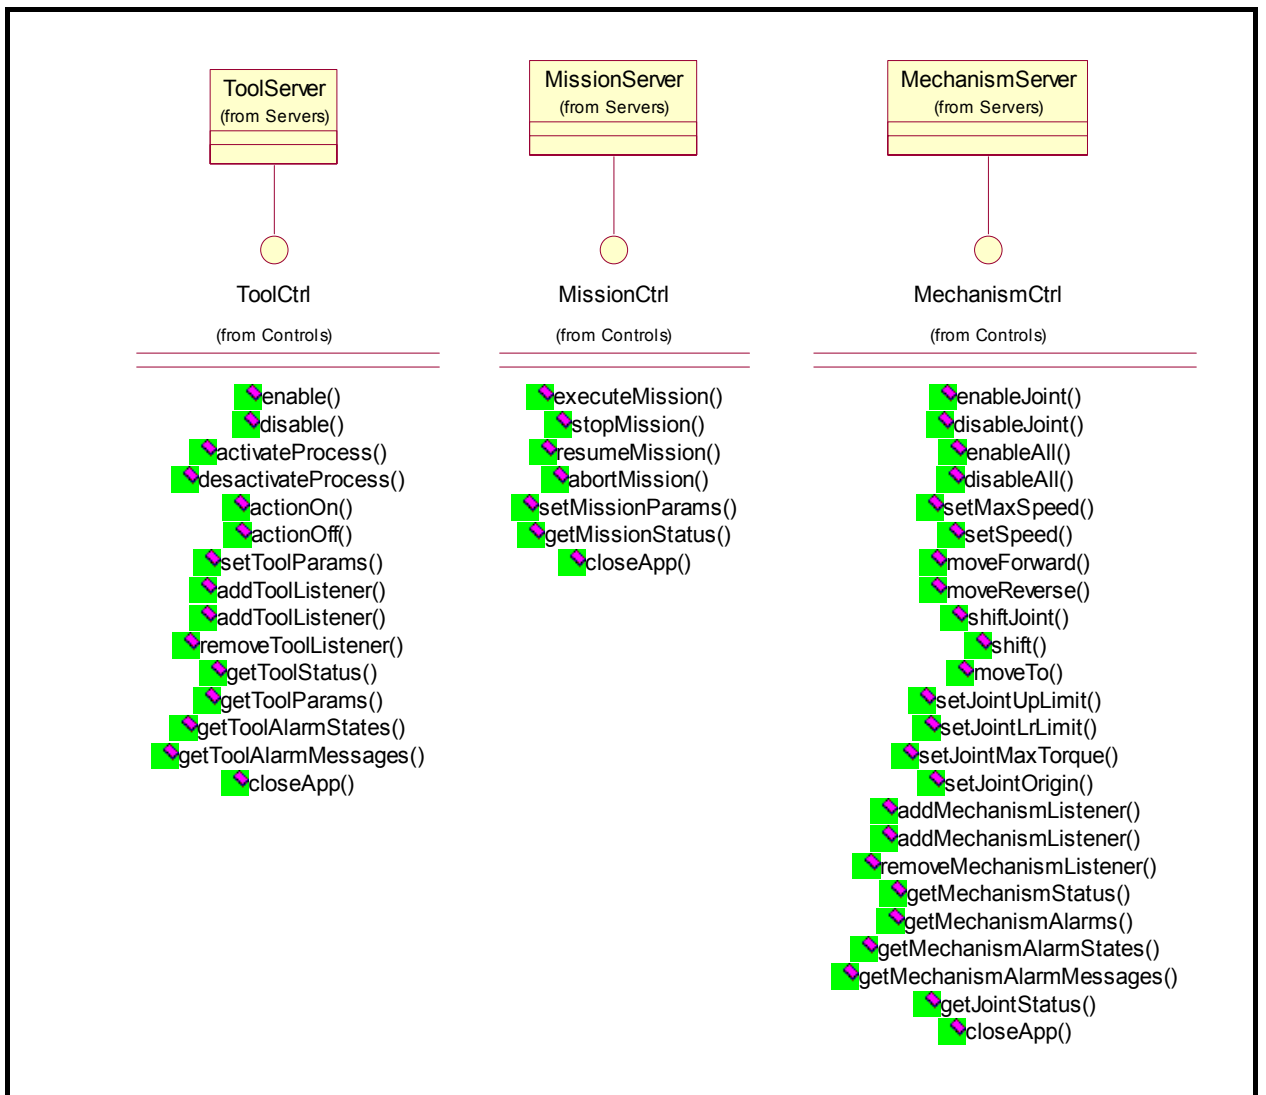 ToolServer
(from Servers)
ToolCtrl
(from Controls)
enable()
disable()
activateProcess()
desactivateProcess()
actionOn()
actionOff()
setToolParams()
addToolListener()
addToolListener()
removeToolListener()
getToolStatus()
getToolParams()
getToolAlarmStates()
getToolAlarmMessages()
closeApp()
MissionServer
(from Servers)
MissionCtrl
(from Controls)
executeMission()
stopMission()
resumeMission()
abortMission()
setMissionParams()
getMissionStatus()
closeApp()
MechanismServer
(from Servers)
MechanismCtrl
(from Controls)
enableJoint()
disableJoint()
enableAll()
disableAll()
setMaxSpeed()
setSpeed()
moveForward()
moveReverse()
shiftJoint()
shift()
moveTo()
setJointUpLimit()
setJointLrLimit()
setJointMaxTorque()
setJointOrigin()
addMechanismListener()
addMechanismListener()
removeMechanismListener()
getMechanismStatus()
getMechanismAlarms()
getMechanismAlarmStates()
getMechanismAlarmMessages()
getJointStatus()
closeApp()